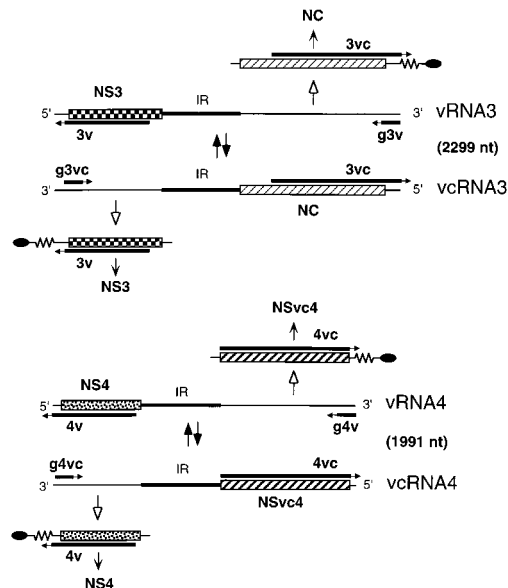 NC
3vc
NS3
IR
5'
3'
vRNA3
3v
g3v
(2299 nt)
g3vc
IR
3vc
3'
5'
vcRNA3
NC
3v
NS3
NSvc4
4vc
NS4
IR
5'
3'
vRNA4
4v
g4v
(1991 nt)
g4vc
IR
4vc
3'
5'
vcRNA4
NSvc4
4v
NS4